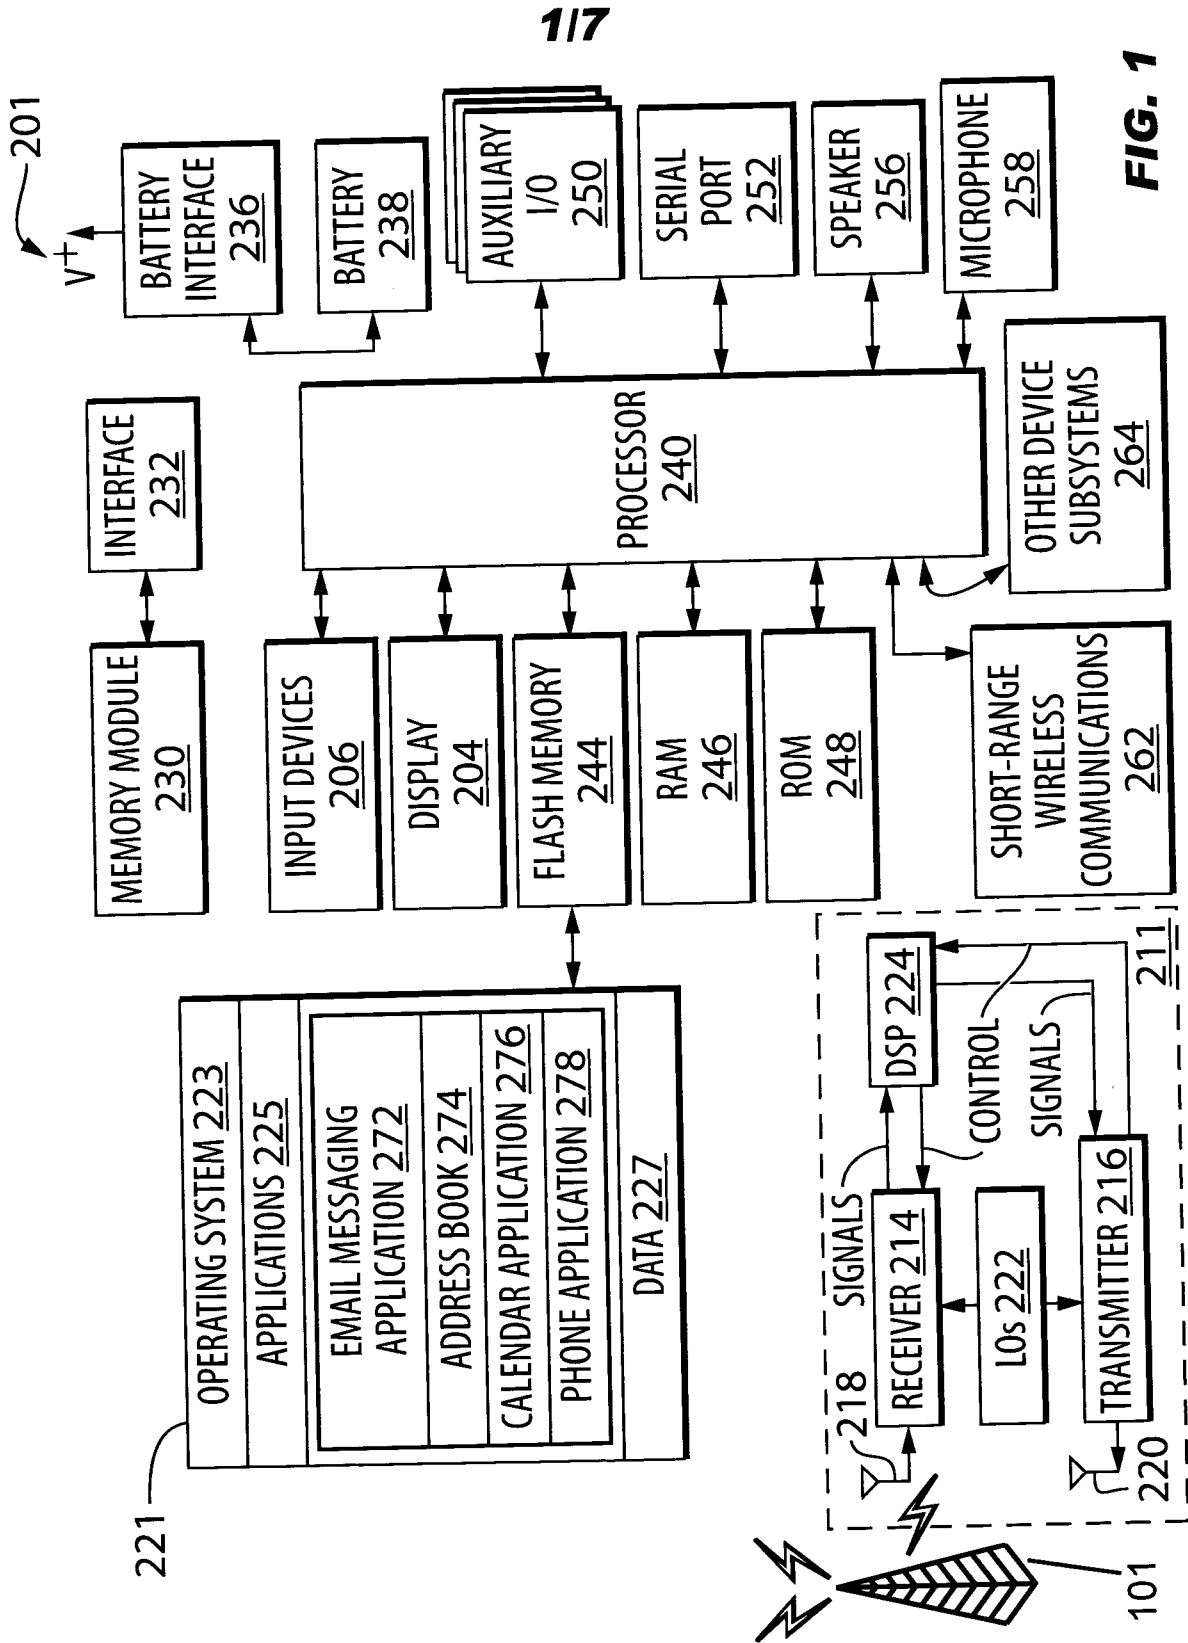 1/7
201
V+
BATTERY
INTERFACE
236
BATTERY
238
AUXILIARY
I/O
250
SERIAL
PORT
252
SPEAKER
256
MICROPHONE
258
INTERFACE
232
PROCESSOR
240
OTHER DEVICE
SUBSYSTEMS
264
MEMORY MODULE
230
INPUT DEVICES
206
DISPLAY
204
FLASH MEMORY
244
RAM
246
ROM
248
SHORT-RANGE
WIRELESS
COMMUNICATIONS
262
221
OPERATING SYSTEM 223
APPLICATIONS 225
EMAIL MESSAGING
APPLICATION 272
ADDRESS BOOK 274
CALENDAR APPLICATION 276
PHONE APPLICATION 278
DATA 227
DSP 224
SIGNALS
CONTROL
SIGNALS
211
218
RECEIVER 214
LOs 222
TRANSMITTER 216
220
101
FIG. 1